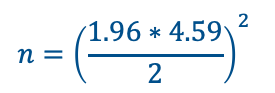 n = (1.96 * 4.59 / 2)²